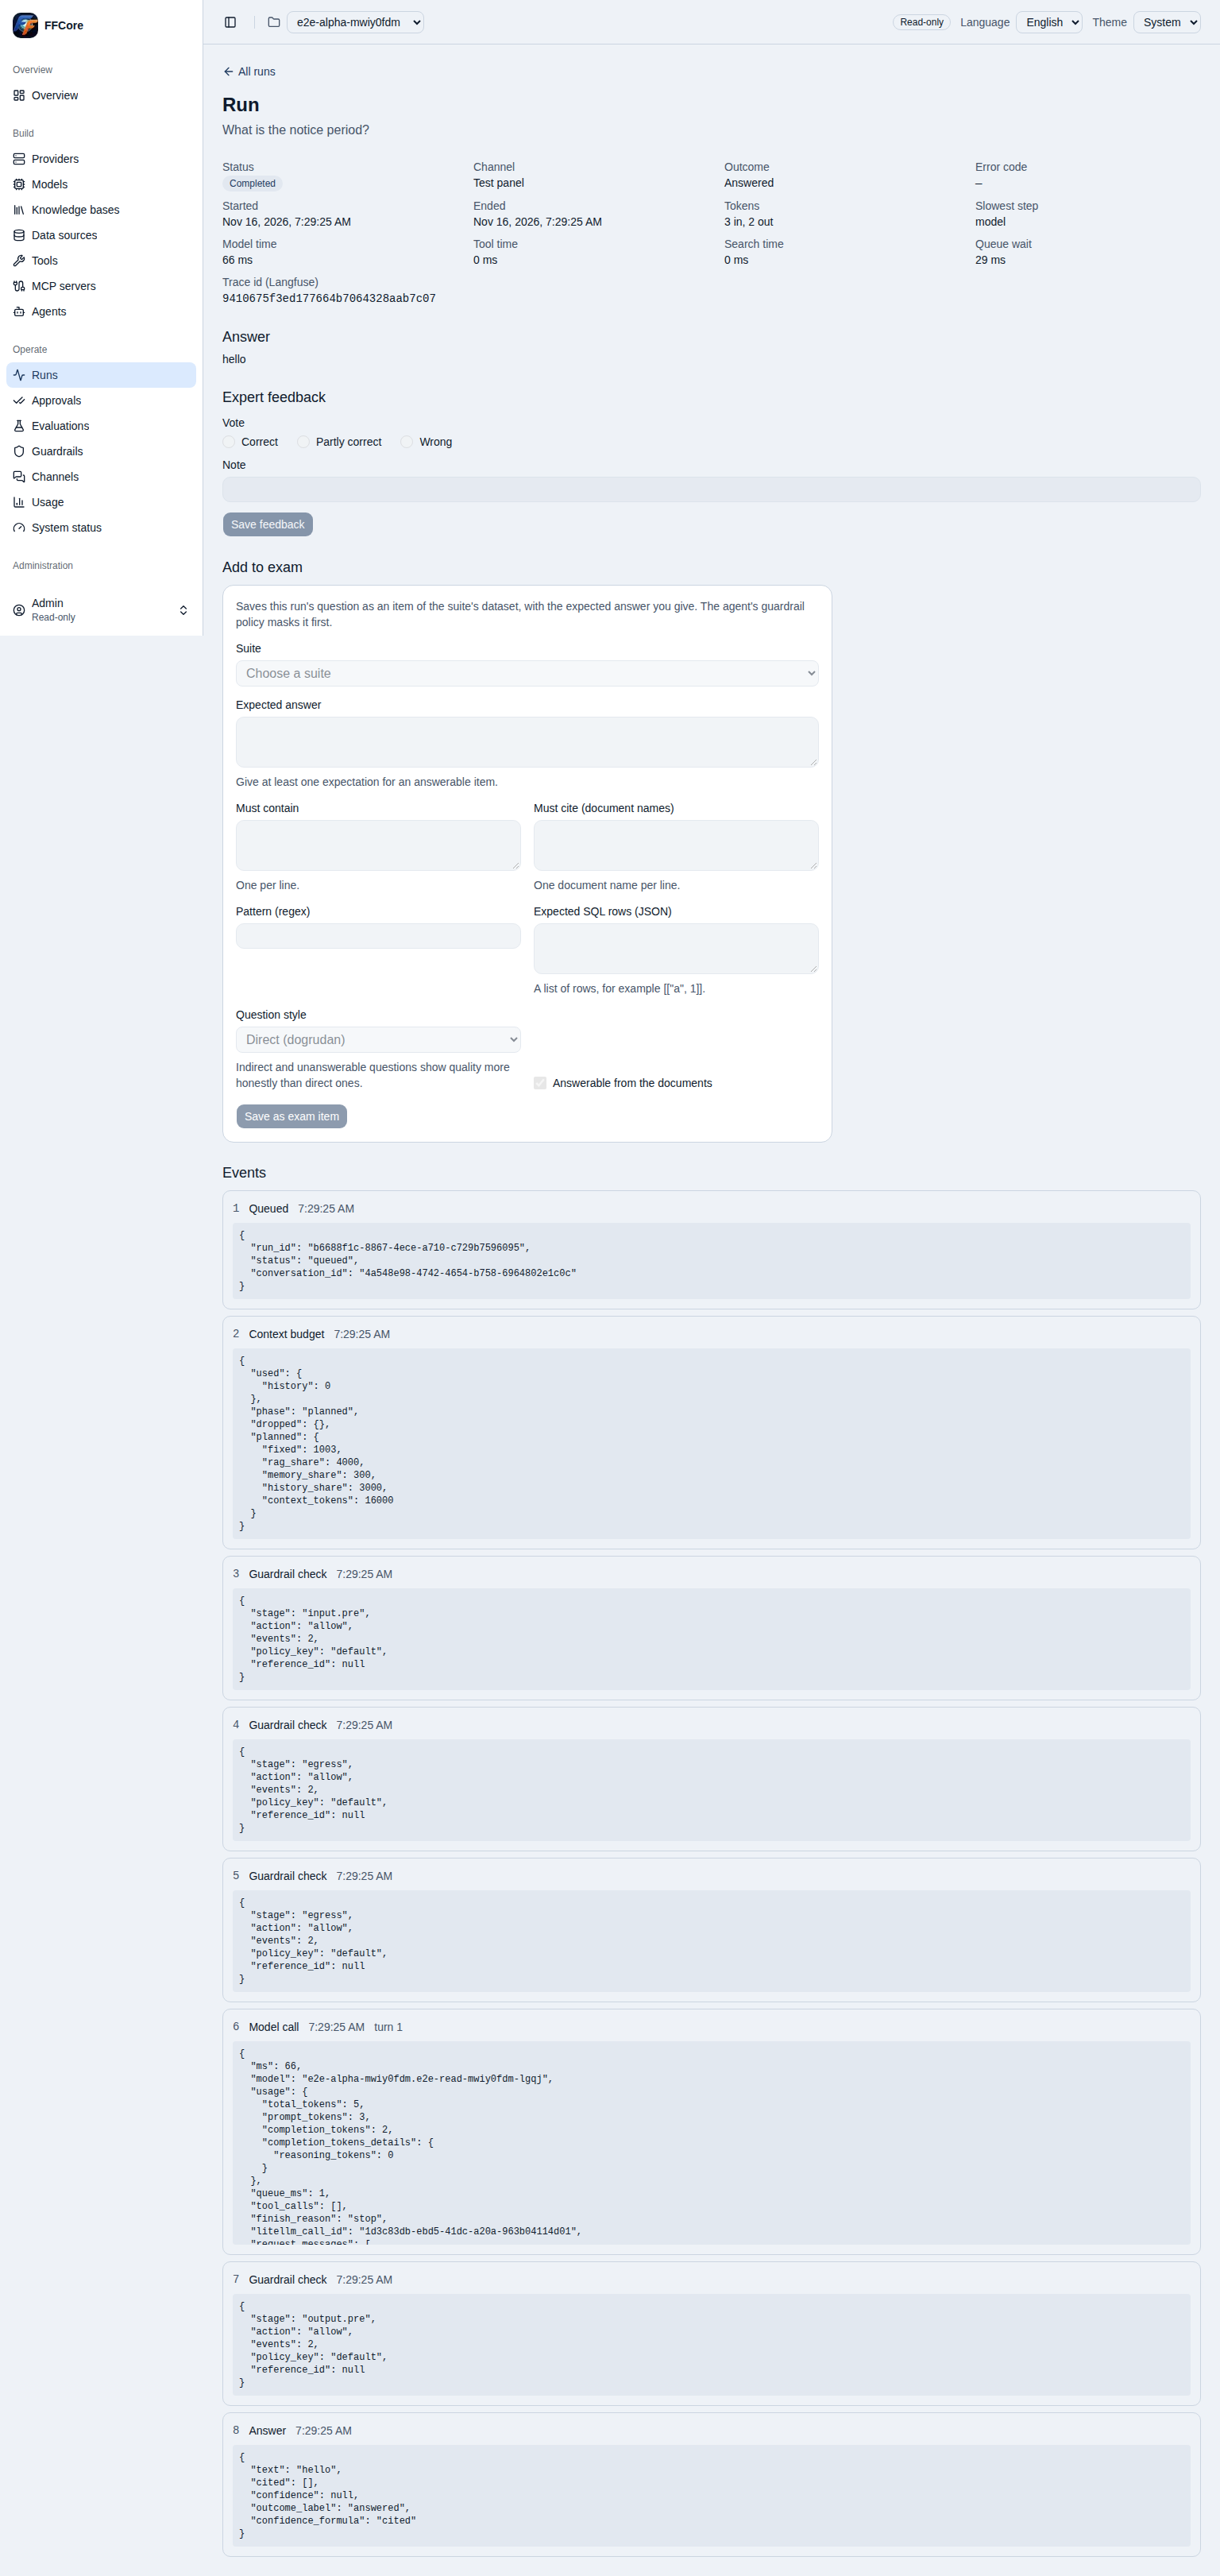 FFCore
e2e-alpha-mwiy0fdm
Read-only
Language
English
Theme
System
Overview
Overview
Build
Providers
Models
Knowledge bases
Data sources
Tools
MCP servers
Agents
Operate
Runs
Approvals
Evaluations
Guardrails
Channels
Usage
System status
Administration
Admin
Read-only
All runs
Run
What is the notice period?
Status
Completed
Channel
Test panel
Outcome
Answered
Error code
–
Started
Nov 16, 2026, 7:29:25 AM
Ended
Nov 16, 2026, 7:29:25 AM
Tokens
3 in, 2 out
Slowest step
model
Model time
66 ms
Tool time
0 ms
Search time
0 ms
Queue wait
29 ms
Trace id (Langfuse)
9410675f3ed177664b7064328aab7c07
Answer
hello
Expert feedback
Vote
Correct
Partly correct
Wrong
Note
Save feedback
Add to exam
Saves this run's question as an item of the suite's dataset, with the expected answer you give. The agent's guardrail
policy masks it first.
Suite
Choose a suite
Expected answer
Give at least one expectation for an answerable item.
Must contain
One per line.
Must cite (document names)
One document name per line.
Pattern (regex)
Expected SQL rows (JSON)
A list of rows, for example [["a", 1]].
Question style
Direct (dogrudan)
Indirect and unanswerable questions show quality more
honestly than direct ones.
Answerable from the documents
Save as exam item
Events
1 Queued 7:29:25 AM
{
"run_id": "b6688f1c-8867-4ece-a710-c729b7596095",
"status": "queued",
"conversation_id": "4a548e98-4742-4654-b758-6964802e1c0c"
}
2 Context budget 7:29:25 AM
{
"used": {
"history": 0
},
"phase": "planned",
"dropped": {},
"planned": {
"fixed": 1003,
"rag_share": 4000,
"memory_share": 300,
"history_share": 3000,
"context_tokens": 16000
}
}
3 Guardrail check 7:29:25 AM
{
"stage": "input.pre",
"action": "allow",
"events": 2,
"policy_key": "default",
"reference_id": null
}
4 Guardrail check 7:29:25 AM
{
"stage": "egress",
"action": "allow",
"events": 2,
"policy_key": "default",
"reference_id": null
}
5 Guardrail check 7:29:25 AM
{
"stage": "egress",
"action": "allow",
"events": 2,
"policy_key": "default",
"reference_id": null
}
6 Model call 7:29:25 AM turn 1
{
"ms": 66,
"model": "e2e-alpha-mwiy0fdm.e2e-read-mwiy0fdm-lgqj",
"usage": {
"total_tokens": 5,
"prompt_tokens": 3,
"completion_tokens": 2,
"completion_tokens_details": {
"reasoning_tokens": 0
}
},
"queue_ms": 1,
"tool_calls": [],
"finish_reason": "stop",
"litellm_call_id": "1d3c83db-ebd5-41dc-a20a-963b04114d01",
"request_messages": [
7 Guardrail check 7:29:25 AM
{
"stage": "output.pre",
"action": "allow",
"events": 2,
"policy_key": "default",
"reference_id": null
}
8 Answer 7:29:25 AM
{
"text": "hello",
"cited": [],
"confidence": null,
"outcome_label": "answered",
"confidence_formula": "cited"
}